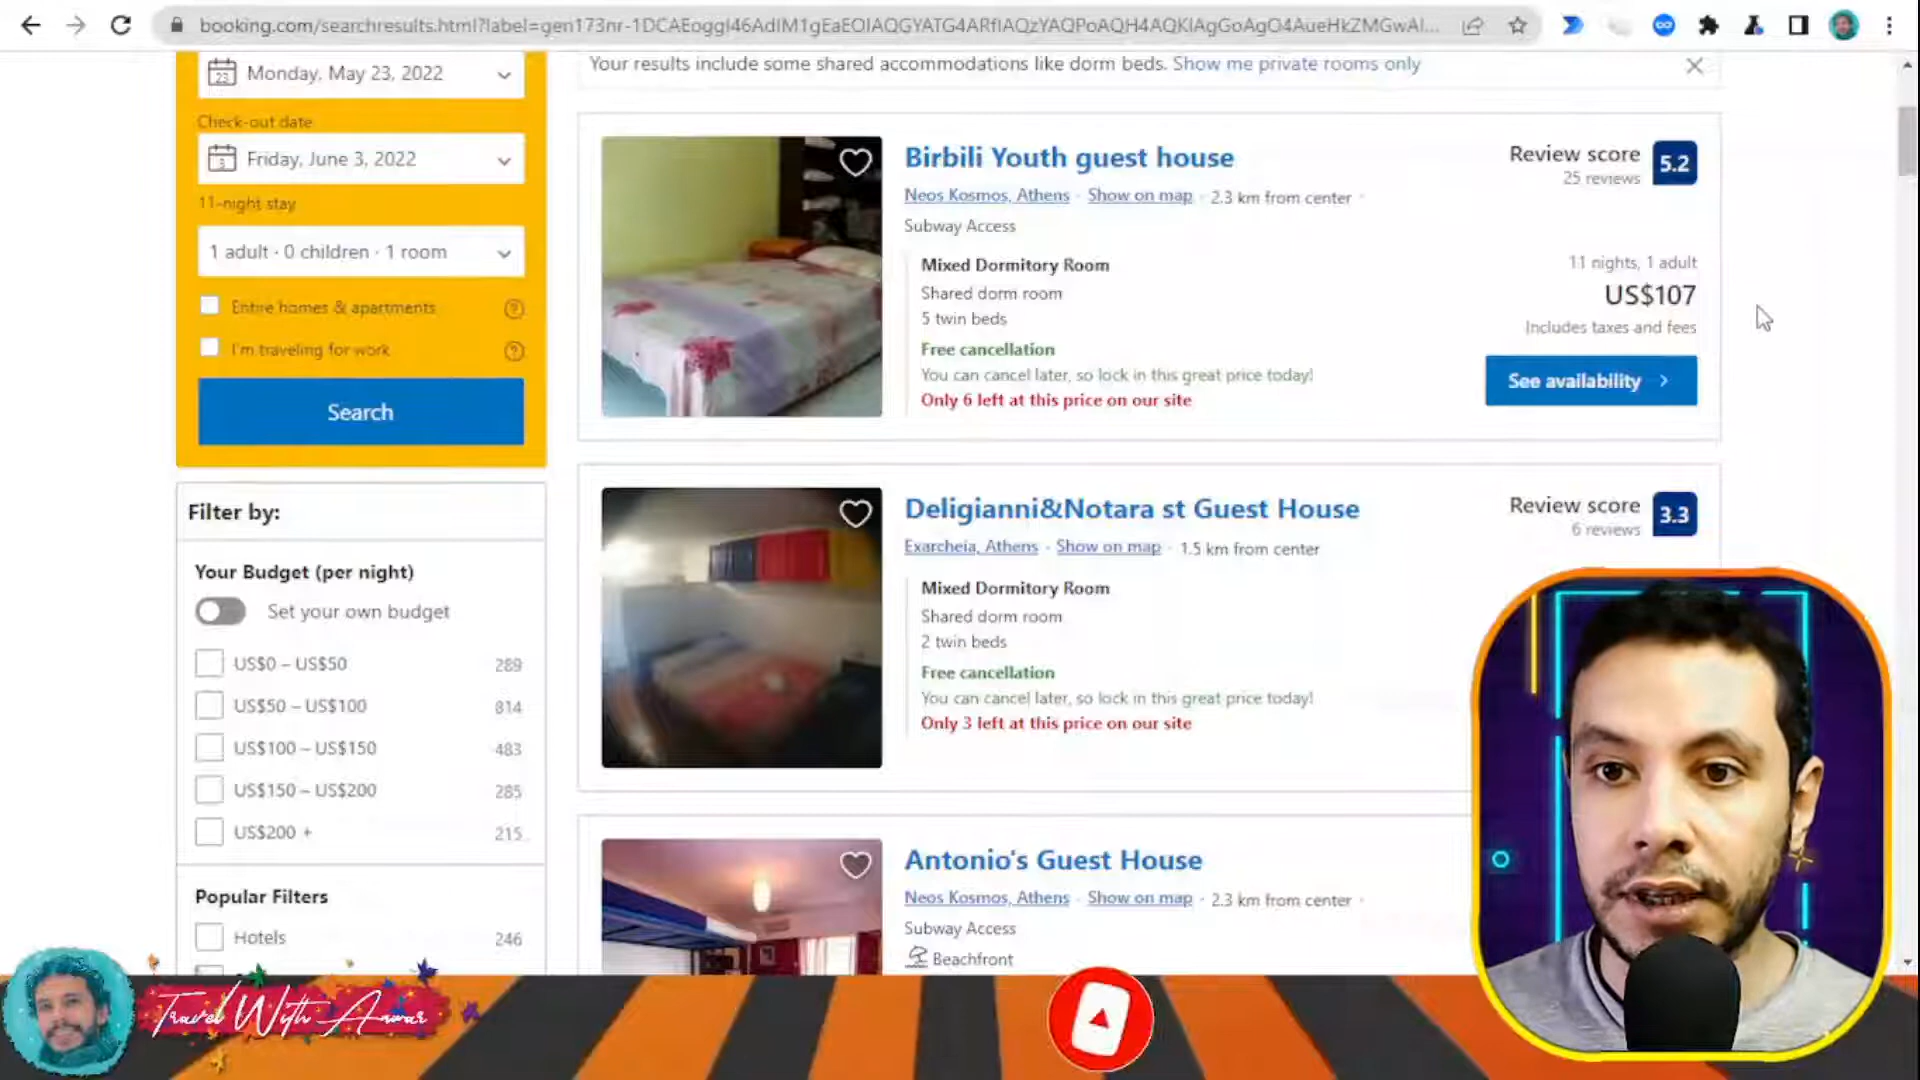 booking.com/searchresults.html?label=gen173nr-1DCAEoggI46AdIM1gEaEOIAQGYATG4ARfIAQzYAQPoAQH4AQKIAgGoAgO4AueHkZMGwAI...
Monday, May 23, 2022
Check-out date
Friday, June 3, 2022
11-night stay
1 adult · 0 children · 1 room
Entire homes & apartments
I'm traveling for work
Search
Filter by:
Your Budget (per night)
Set your own budget
US$0 – US$50 289
US$50 – US$100 814
US$100 – US$150 483
US$150 – US$200 285
US$200 + 215
Popular Filters
Hotels 246
Your results include some shared accommodations like dorm beds. Show me private rooms only
Birbili Youth guest house
Review score 5.2
25 reviews
Neos Kosmos, Athens · Show on map · 2.3 km from center ·
Subway Access
Mixed Dormitory Room
Shared dorm room
5 twin beds
Free cancellation
You can cancel later, so lock in this great price today!
Only 6 left at this price on our site
11 nights, 1 adult
US$107
Includes taxes and fees
See availability
Deligianni&Notara st Guest House
Review score 3.3
6 reviews
Exarcheia, Athens · Show on map · 1.5 km from center
Mixed Dormitory Room
Shared dorm room
2 twin beds
Free cancellation
You can cancel later, so lock in this great price today!
Only 3 left at this price on our site
Antonio's Guest House
Neos Kosmos, Athens · Show on map · 2.3 km from center ·
Subway Access
Beachfront
Travel With Anwar